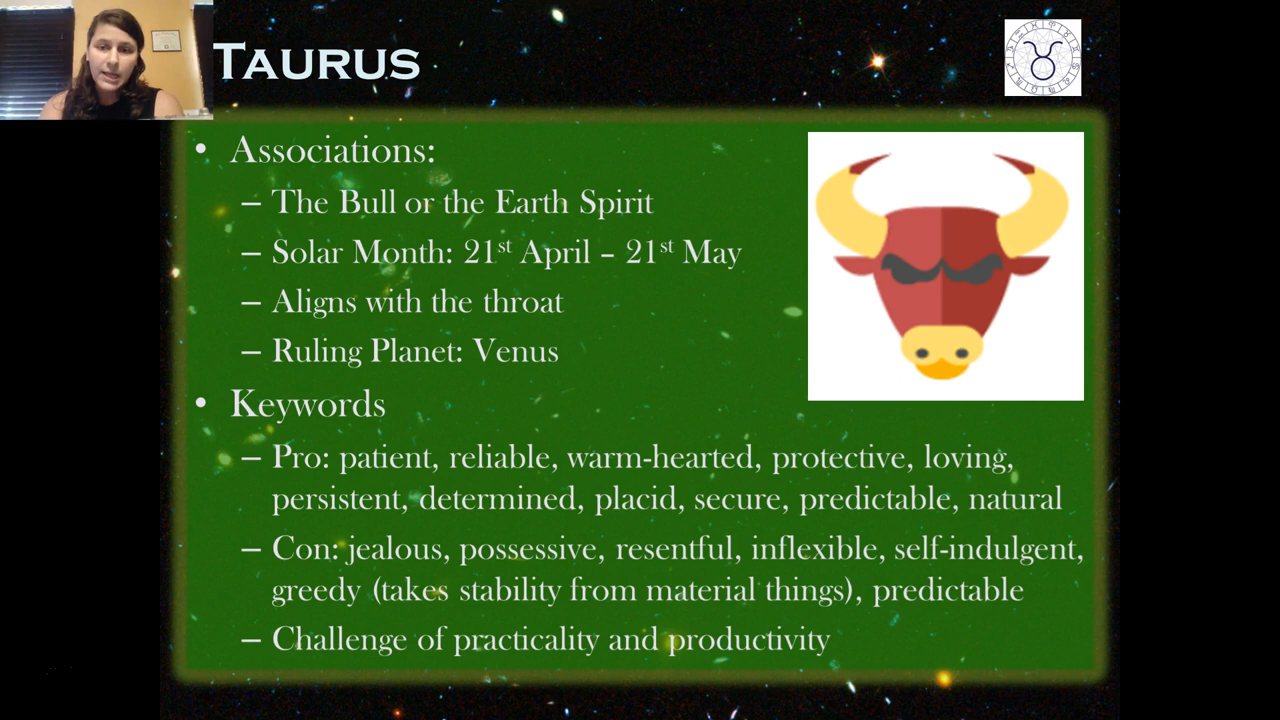 TAURUS
• Associations:
– The Bull or the Earth Spirit
– Solar Month: 21st April – 21st May
– Aligns with the throat
– Ruling Planet: Venus
• Keywords
– Pro: patient, reliable, warm-hearted, protective, loving,
persistent, determined, placid, secure, predictable, natural
– Con: jealous, possessive, resentful, inflexible, self-indulgent,
greedy (takes stability from material things), predictable
– Challenge of practicality and productivity